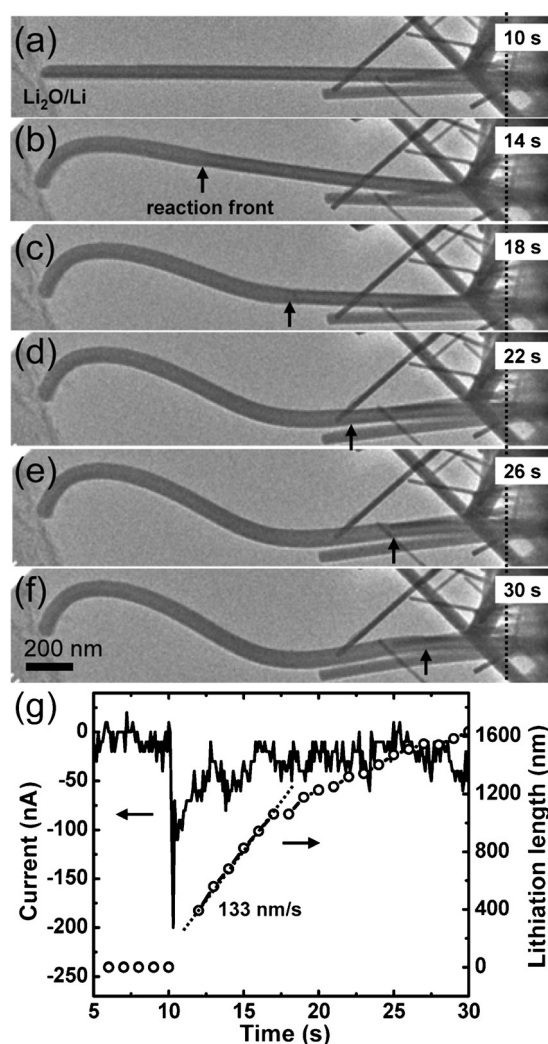 (a)
10 s
Li₂O/Li
(b)
14 s
reaction front
(c)
18 s
(d)
22 s
(e)
26 s
(f)
30 s
200 nm
(g)
0
-50
-100
-150
-200
-250
Current (nA)
133 nm/s
1600
1200
800
400
0
Lithiation length (nm)
5 10 15 20 25 30
Time (s)